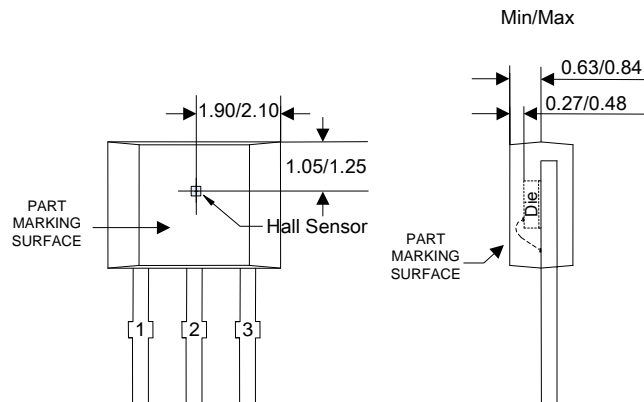 Min/Max
0.63/0.84
0.27/0.48
1.90/2.10
1.05/1.25
Hall Sensor
PART
MARKING
SURFACE
Die
PART
MARKING
SURFACE
1
2
3